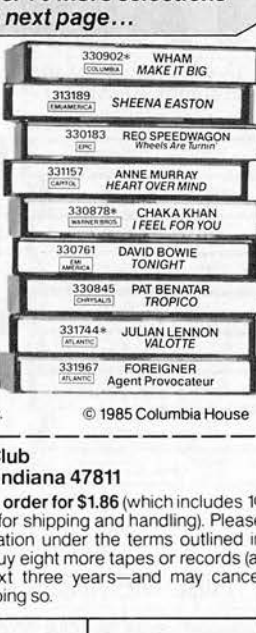 more selections
next page...
330902* WHAM
COLUMBIA MAKE IT BIG
313189
EMI AMERICA SHEENA EASTON
330183 REO SPEEDWAGON
EPIC Wheels Are Turnin'
331157 ANNE MURRAY
CAPITOL HEART OVER MIND
330878* CHAKA KHAN
WARNER BROS. I FEEL FOR YOU
330761 DAVID BOWIE
EMI AMERICA TONIGHT
330845 PAT BENATAR
CHRYSALIS TROPICO
331744* JULIAN LENNON
ATLANTIC VALOTTE
331967 FOREIGNER
ATLANTIC Agent Provocateur
© 1985 Columbia House
lub
ndiana 47811
order for $1.86 (which includes 1
for shipping and handling). Please
ation under the terms outlined i
uy eight more tapes or records (a
xt three years—and may cance
ing so.